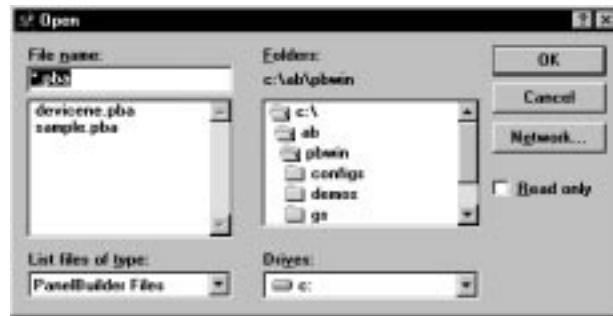 Open
File name:
*.pba
devicene.pba
sample.pba
List files of type:
PanelBuilder Files
Folders:
c:\ab\pbwin
c:\
ab
pbwin
configs
demos
gs
Drives:
c:
OK
Cancel
Network...
Read only